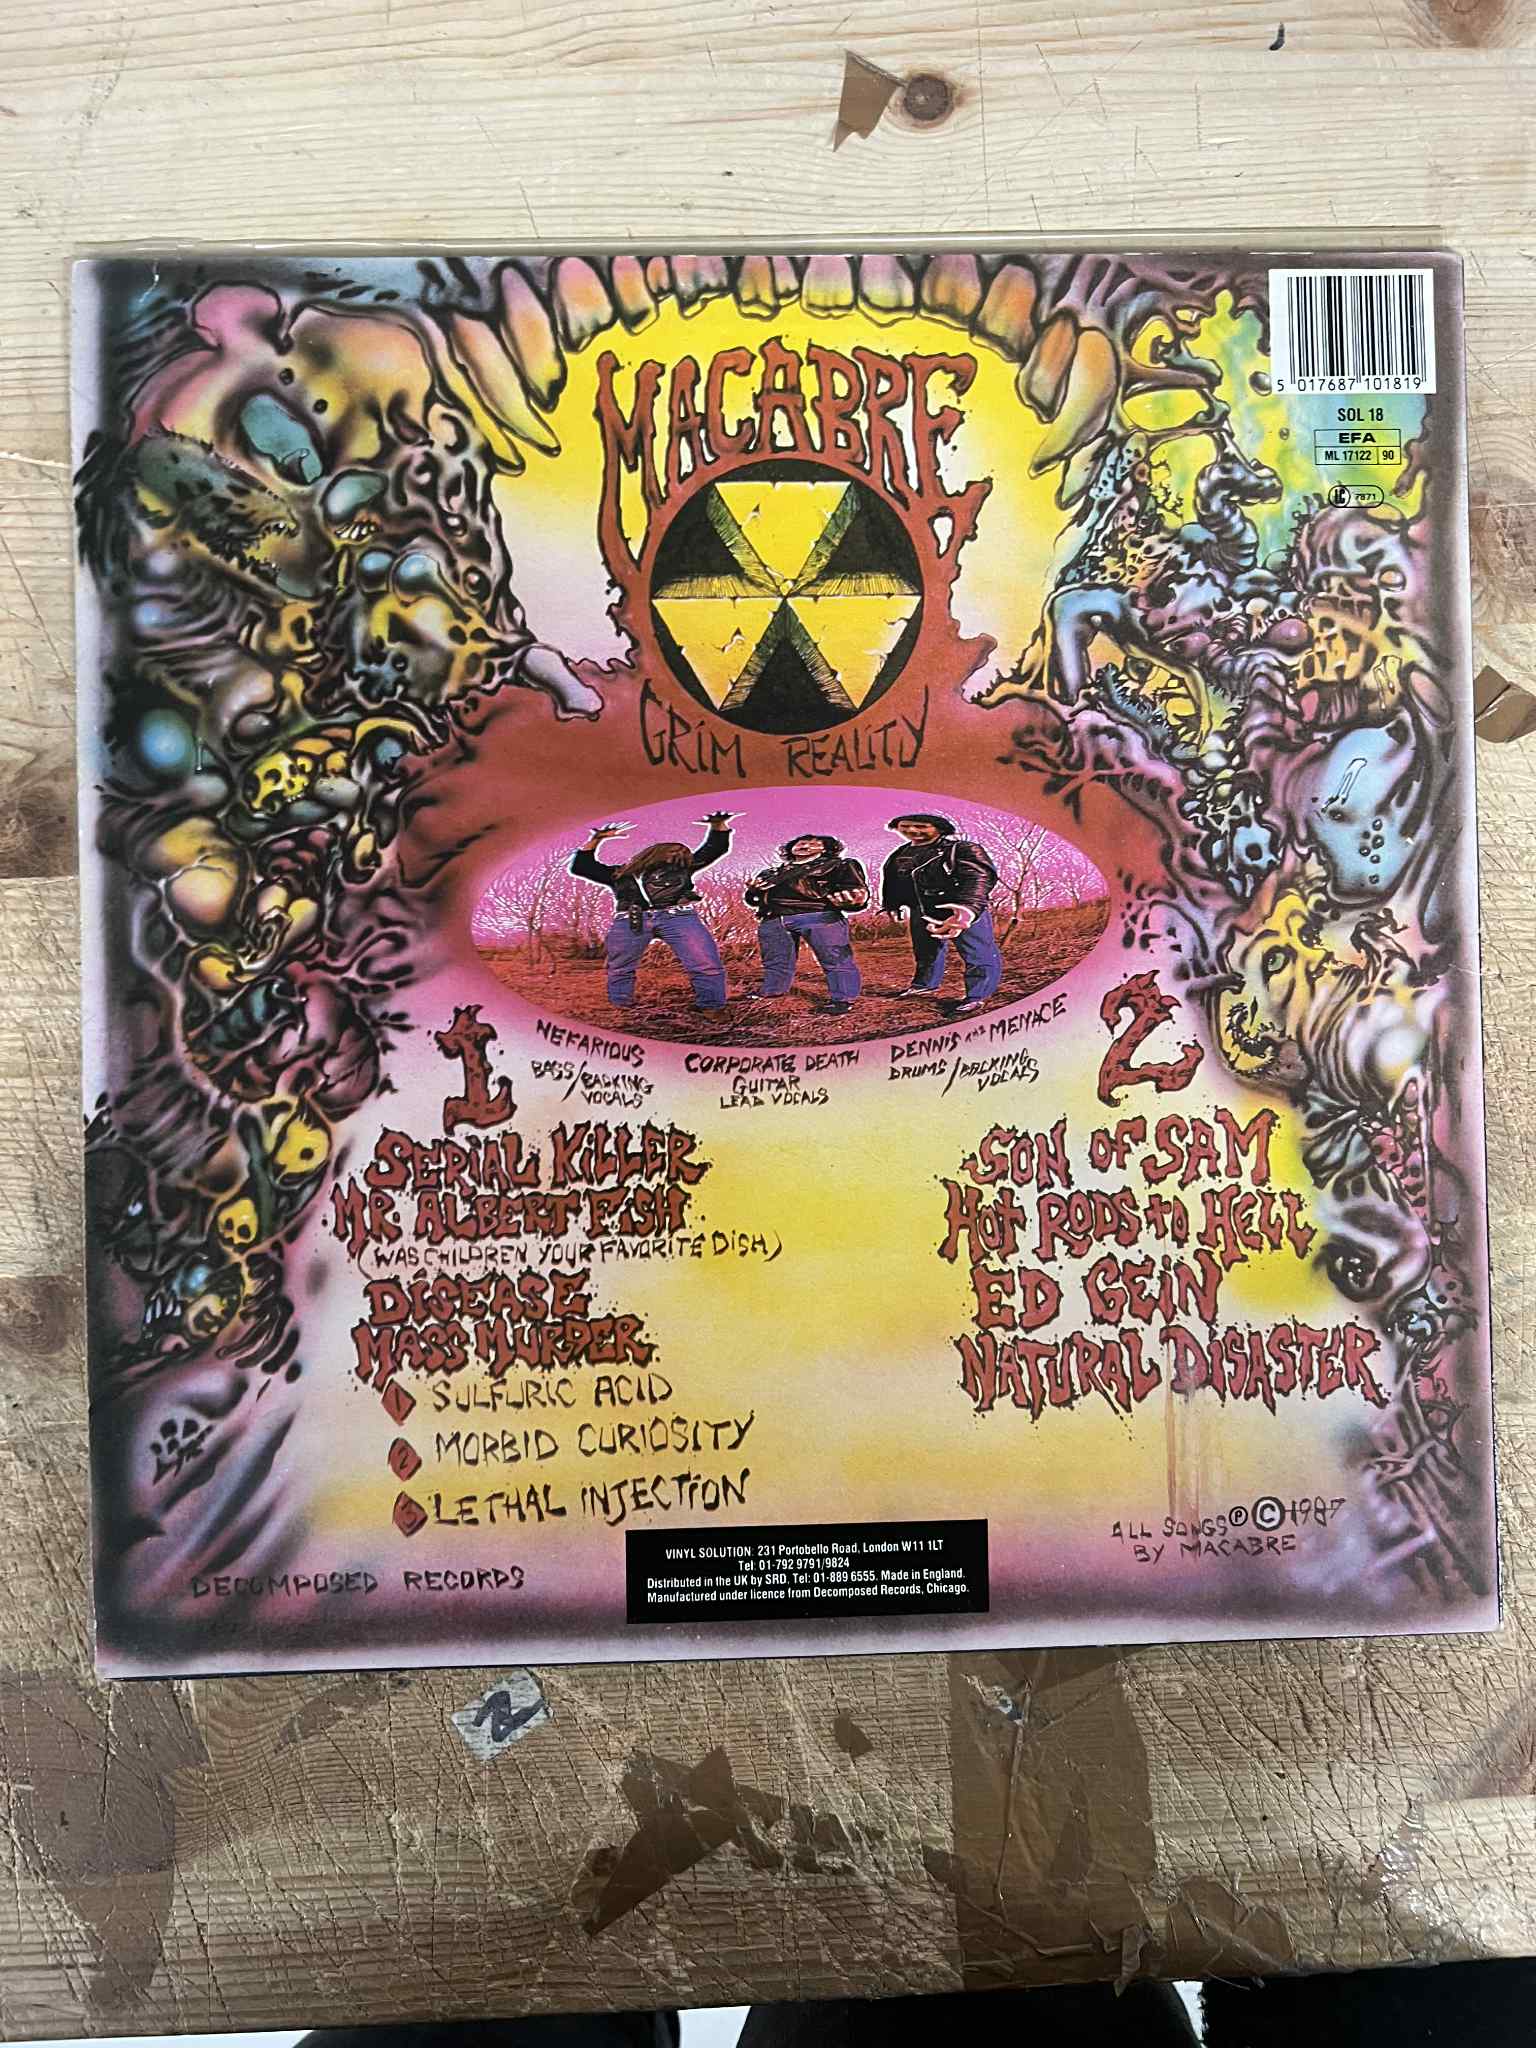 5 017687 101819
SOL 18
EFA
ML 17122 90
LC 7871
MACABRE
GRIM REALITY
NEFARIOUS
BASS/BACKING
VOCALS
CORPORATE DEATH
GUITAR
LEAD VOCALS
DENNIS THE MENACE
DRUMS/BACKING
VOCALS
1
SERIAL KILLER
MR. ALBERT FISH
(WAS CHILDREN YOUR FAVORITE DISH)
DISEASE
MASS MURDER
1 SULFURIC ACID
2 MORBID CURIOSITY
3 LETHAL INJECTION
2
SON OF SAM
HOT RODS TO HELL
ED GEIN
NATURAL DISASTER
ALL SONGS Ⓟ © 1987
BY MACABRE
DECOMPOSED RECORDS
VINYL SOLUTION: 231 Portobello Road, London W11 1LT
Tel: 01-792 9791/9824
Distributed in the UK by SRD. Tel: 01-889 6555. Made in England.
Manufactured under licence from Decomposed Records, Chicago.
2